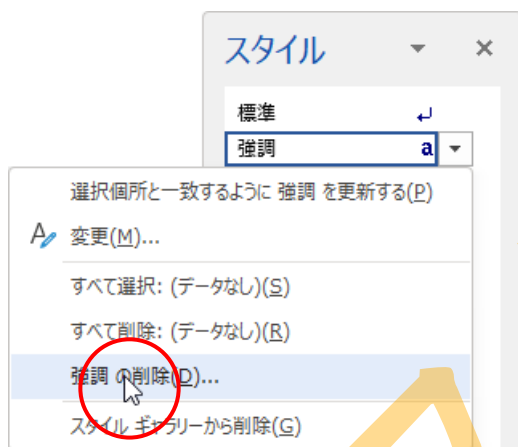 スタイル
標準
強調 a
選択個所と一致するように 強調 を更新する(P)
変更(M)...
すべて選択: (データなし)(S)
すべて削除: (データなし)(R)
強調 の削除(D)...
スタイル ギャラリーから削除(G)